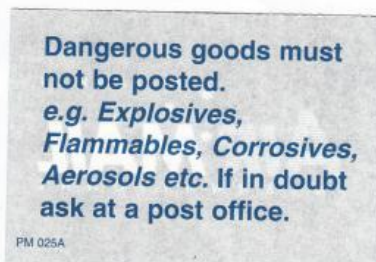 Dangerous goods must
not be posted.
e.g. Explosives,
Flammables, Corrosives,
Aerosols etc. If in doubt
ask at a post office.
PM 025A